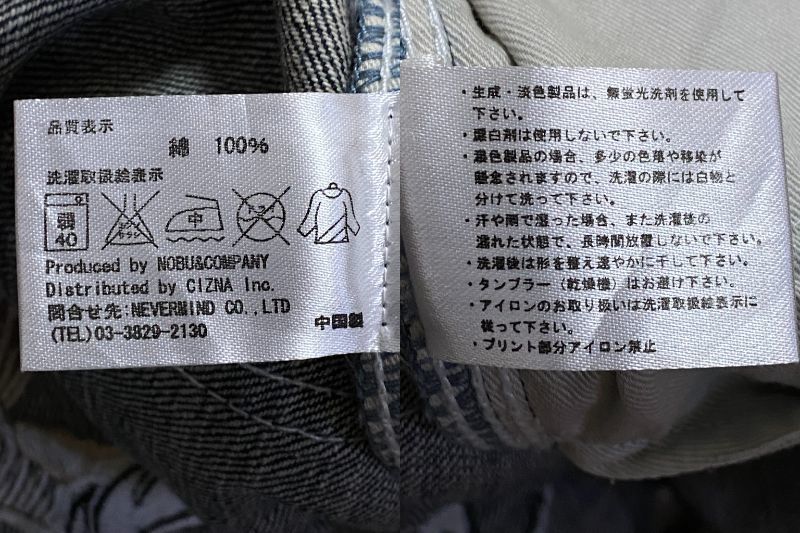 品質表示
綿 100%
洗濯取扱絵表示
弱
40
エンソ
サラシ
中
ドライ
Produced by NOBU&COMPANY
Distributed by CIZNA Inc.
問合せ先:NEVERMIND CO.,LTD
(TEL)03-3829-2130
中国製
・生成・淡色製品は、無蛍光洗剤を使用して
下さい。
・蛋白剤は使用しないで下さい。
・濃色製品の場合、多少の色落や移染が
懸念されますので、洗濯の際には白物と
分けて洗って下さい。
・汗や雨で湿った場合、また洗濯後の
濡れた状態で、長時間放置しないで下さい。
・洗濯後は形を整え速やかに干して下さい。
・タンブラー(乾燥機)はお避け下さい。
・アイロンのお取り扱いは洗濯取扱絵表示に
従って下さい。
・プリント部分アイロン禁止